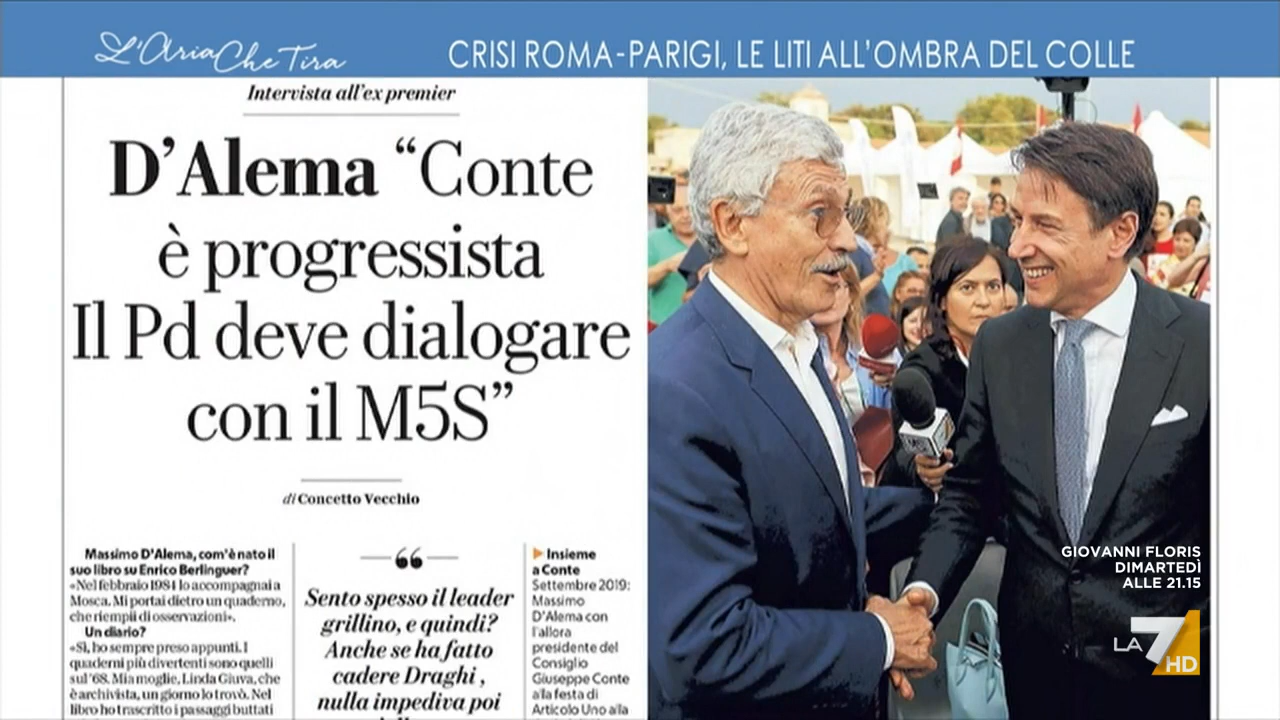 L'Aria Che Tira
CRISI ROMA-PARIGI, LE LITI ALL'OMBRA DEL COLLE
Intervista all'ex premier
D'Alema “Conte
è progressista
Il Pd deve dialogare
con il M5S”
di Concetto Vecchio
Massimo D'Alema, com'è nato il
suo libro su Enrico Berlinguer?
«Nel febbraio 1984 lo accompagnai a
Mosca. Mi portai dietro un quaderno,
che riempii di osservazioni».
Un diario?
«Sì, ho sempre preso appunti. I
quaderni più divertenti sono quelli
sul '68. Mia moglie, Linda Giuva, che
è archivista, un giorno lo trovò. Nel
libro ho trascritto i passaggi buttati
“
Sento spesso il leader
grillino, e quindi?
Anche se ha fatto
cadere Draghi ,
nulla impediva poi
Insieme
a Conte
Settembre 2019:
Massimo
D'Alema con
l'allora
presidente del
Consiglio
Giuseppe Conte
alla festa di
Articolo Uno alla
GIOVANNI FLORIS
DIMARTEDÌ
ALLE 21.15
LA 7 HD